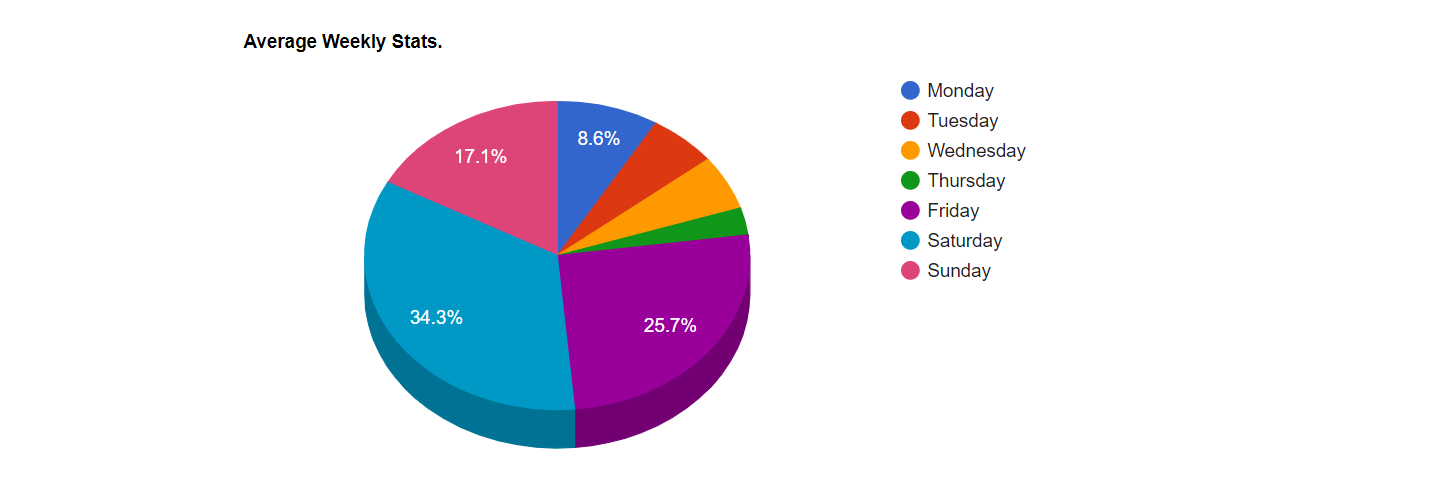 Average Weekly Stats.
8.6%
17.1%
34.3%
25.7%
Monday
Tuesday
Wednesday
Thursday
Friday
Saturday
Sunday